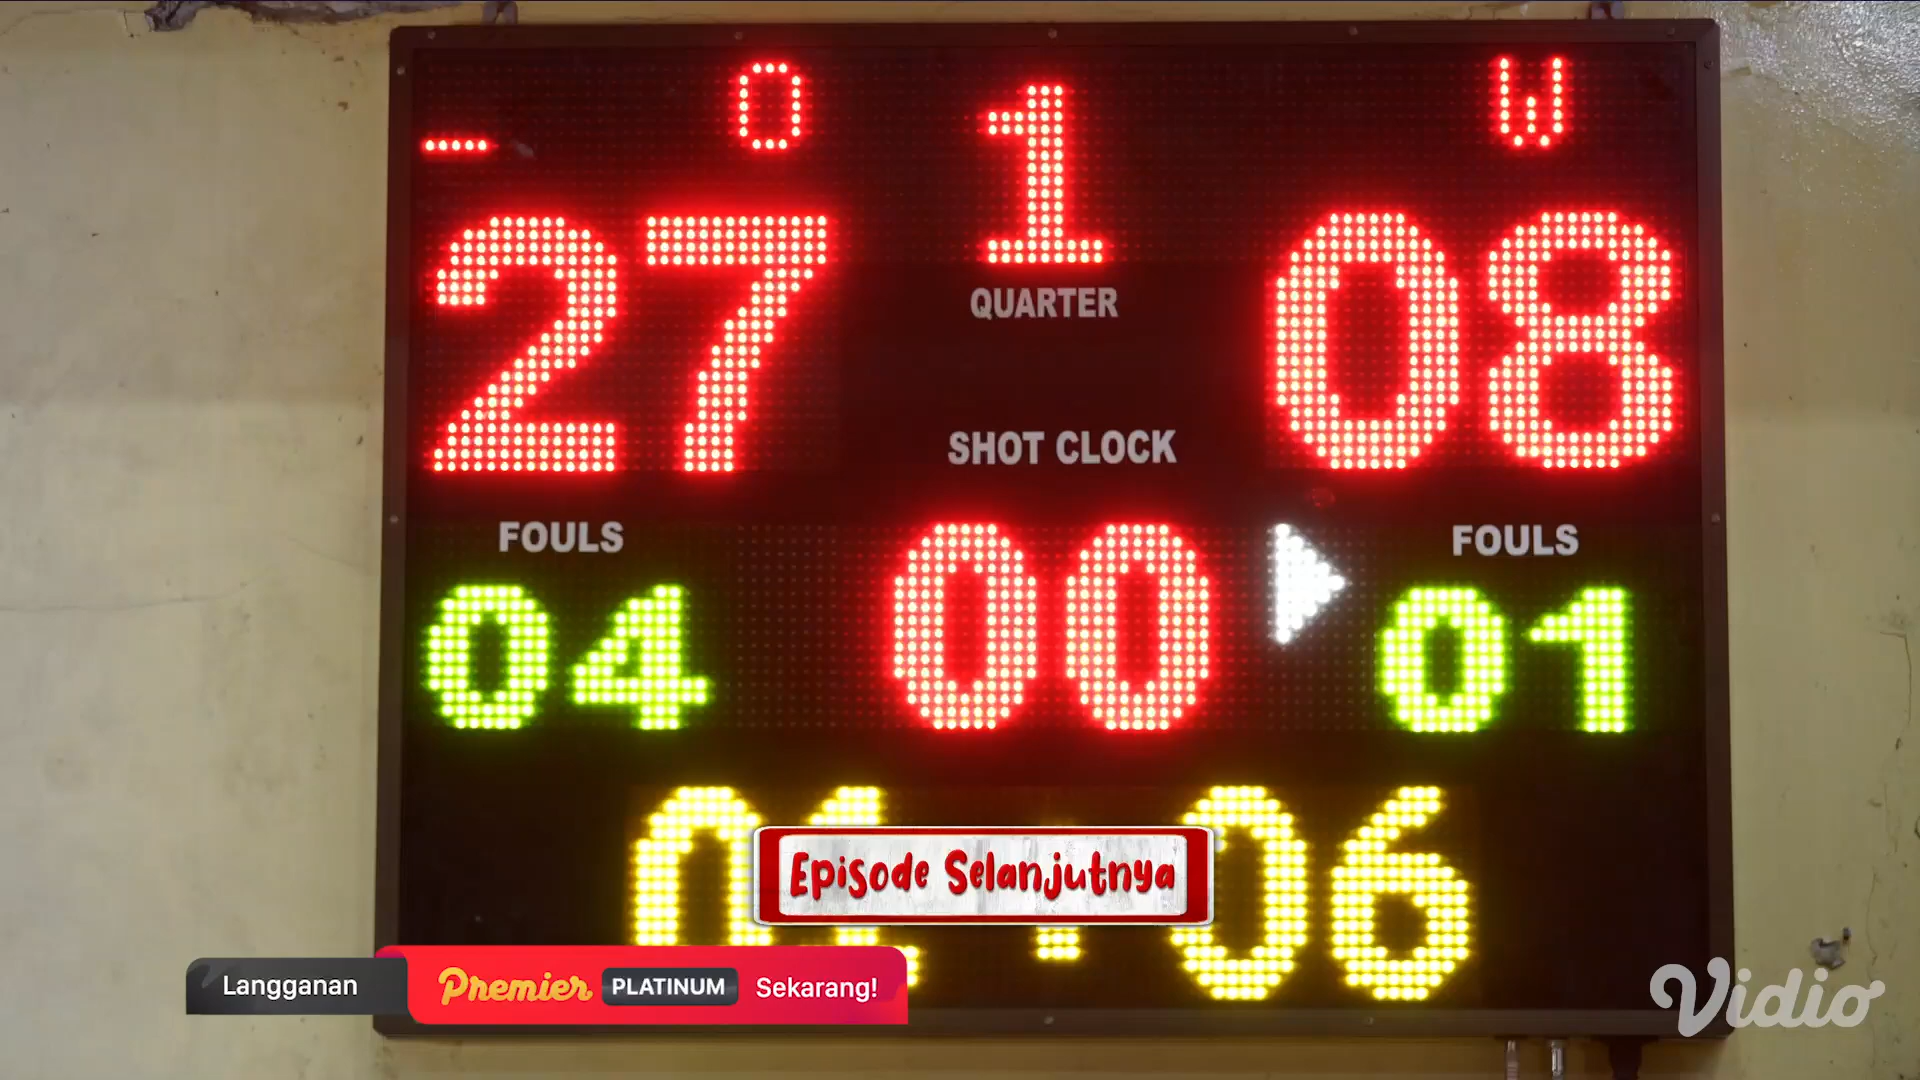 _ O 1 W
27 08
QUARTER
SHOT CLOCK
FOULS 00 FOULS
04 01
01:06
Episode Selanjutnya
Langganan Premier PLATINUM Sekarang!
Vidio